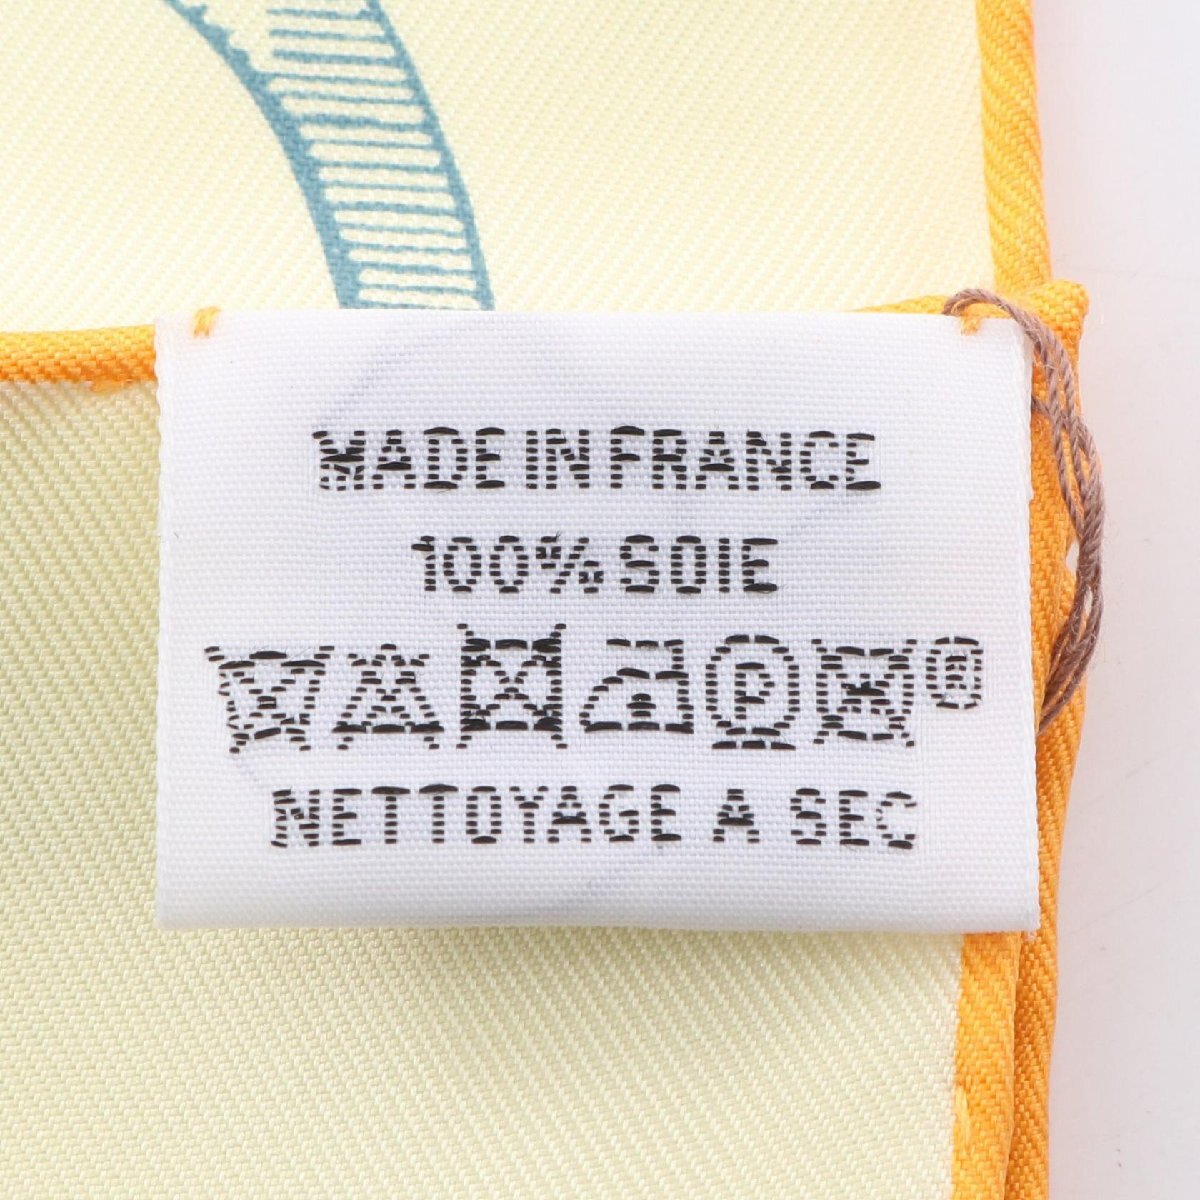 MADE IN FRANCE
100% SOIE
P ®
NETTOYAGE A SEC